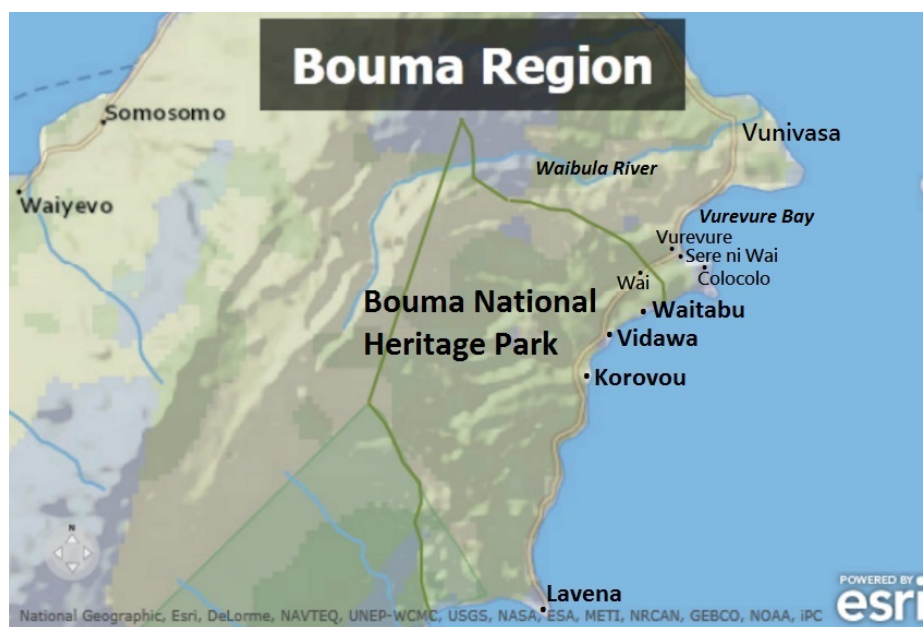 Bouma Region
Somosomo
Vunivasa
Waibula River
Waiyevo
Vurevure Bay
Vurevure
Sere ni Wai
Wai
Colocolo
Bouma National
Heritage Park
Waitabu
Vidawa
Korovou
N
Lavena
POWERED BY
esri
National Geographic, Esri, DeLorme, NAVTEQ, UNEP-WCMC, USGS, NASA, ESA, METI, NRCAN, GEBCO, NOAA, iPC